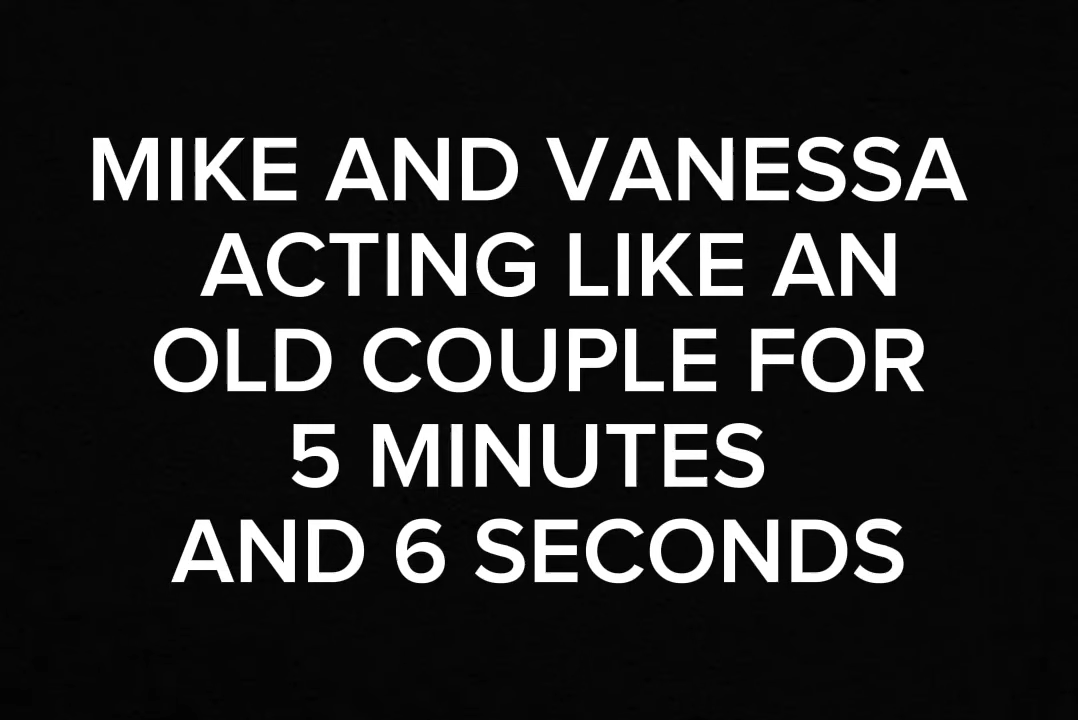 MIKE AND VANESSA
ACTING LIKE AN
OLD COUPLE FOR
5 MINUTES
AND 6 SECONDS